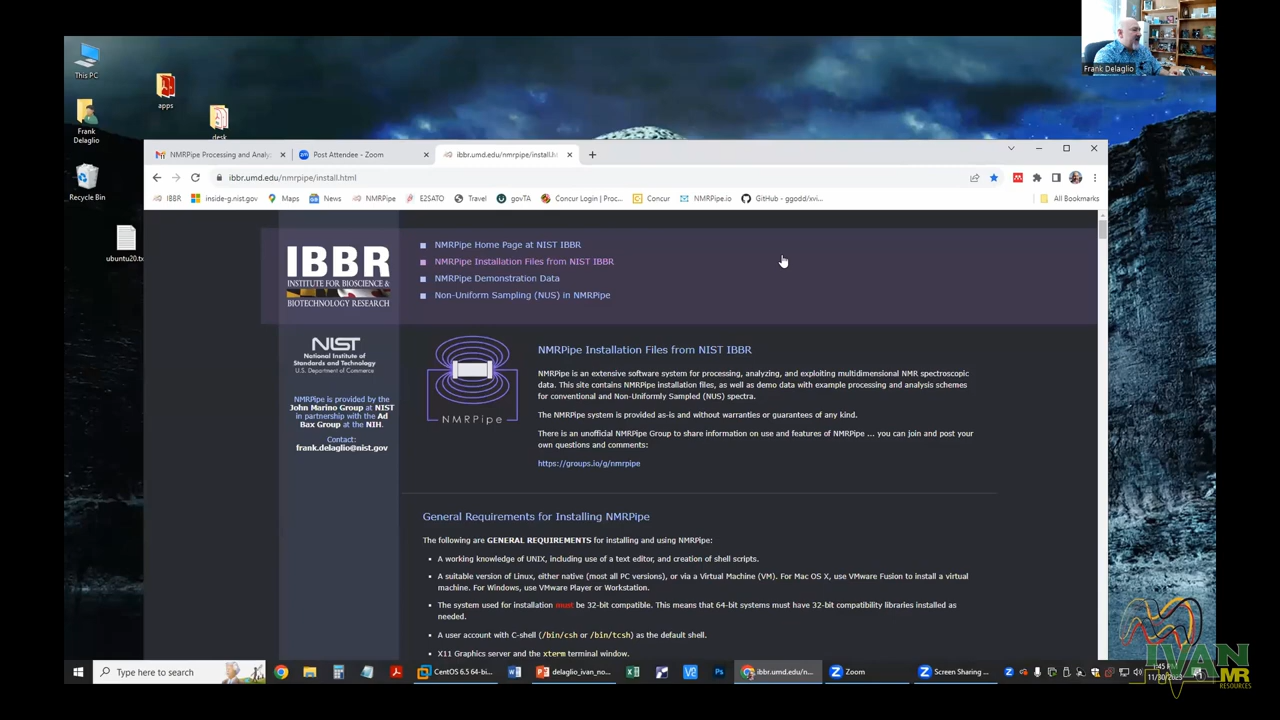 Frank Delaglio
This PC
apps
Frank
Delaglio
desk
Recycle Bin
ubuntu20.tx
NMRPipe Processing and Analy:
Post Attendee - Zoom
ibbr.umd.edu/nmrpipe/install.htm
ibbr.umd.edu/nmrpipe/install.html
IBBR
inside-g.nist.gov
Maps
News
NMRPipe
E2SATO
Travel
govTA
Concur Login | Proc...
Concur
NMRPipe.io
GitHub - ggodd/xvi...
All Bookmarks
IBBR
INSTITUTE FOR BIOSCIENCE &
BIOTECHNOLOGY RESEARCH
NMRPipe Home Page at NIST IBBR
NMRPipe Installation Files from NIST IBBR
NMRPipe Demonstration Data
Non-Uniform Sampling (NUS) in NMRPipe
NIST
National Institute of
Standards and Technology
U.S. Department of Commerce
NMRPipe is provided by the
John Marino Group at NIST
in partnership with the Ad
Bax Group at the NIH.
Contact:
frank.delaglio@nist.gov
NMRPipe
NMRPipe Installation Files from NIST IBBR
NMRPipe is an extensive software system for processing, analyzing, and exploiting multidimensional NMR spectroscopic
data. This site contains NMRPipe installation files, as well as demo data with example processing and analysis schemes
for conventional and Non-Uniformly Sampled (NUS) spectra.
The NMRPipe system is provided as-is and without warranties or guarantees of any kind.
There is an unofficial NMRPipe Group to share information on use and features of NMRPipe ... you can join and post your
own questions and comments:
https://groups.io/g/nmrpipe
General Requirements for Installing NMRPipe
The following are GENERAL REQUIREMENTS for installing and using NMRPipe:
A working knowledge of UNIX, including use of a text editor, and creation of shell scripts.
A suitable version of Linux, either native (most all PC versions), or via a Virtual Machine (VM). For Mac OS X, use VMware Fusion to install a virtual
machine. For Windows, use VMware Player or Workstation.
The system used for installation must be 32-bit compatible. This means that 64-bit systems must have 32-bit compatibility libraries installed as
needed.
A user account with C-shell (/bin/csh or /bin/tcsh) as the default shell.
X11 Graphics server and the xterm terminal window.
Type here to search
CentOS 6.5 64-bi...
delaglio_ivan_no...
ibbr.umd.edu/n...
Zoom
Screen Sharing ...
11/30/2023
IVAN
MR
RESOURCES